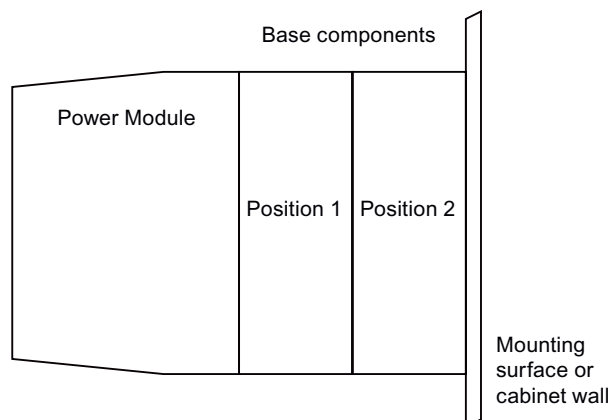 Base components
Power Module
Position 1
Position 2
Mounting
surface or
cabinet wall